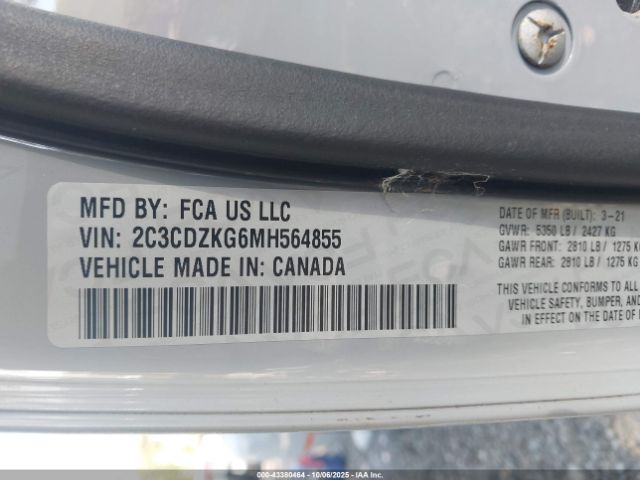 MFD BY: FCA US LLC
VIN: 2C3CDZKG6MH564855
VEHICLE MADE IN: CANADA
DATE OF MFR (BUILT): 3-21
GVWR: 5350 LB / 2427 KG
GAWR FRONT: 2810 LB / 1275 KG
GAWR REAR: 2810 LB / 1275 KG
THIS VEHICLE CONFORMS TO ALL
VEHICLE SAFETY, BUMPER, AND
IN EFFECT ON THE DATE OF
000-43380464 | 10/06/2025 | IAA Inc.